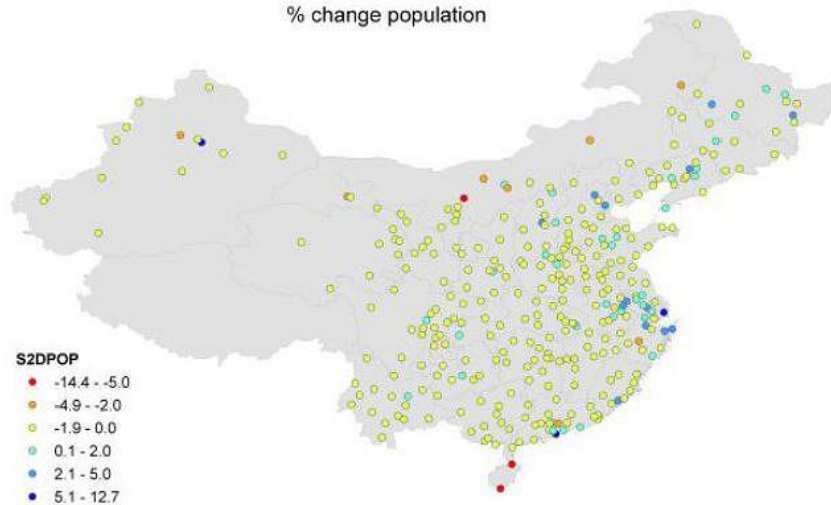 % change population
S2DPOP
-14.4 - -5.0
-4.9 - -2.0
-1.9 - 0.0
0.1 - 2.0
2.1 - 5.0
5.1 - 12.7